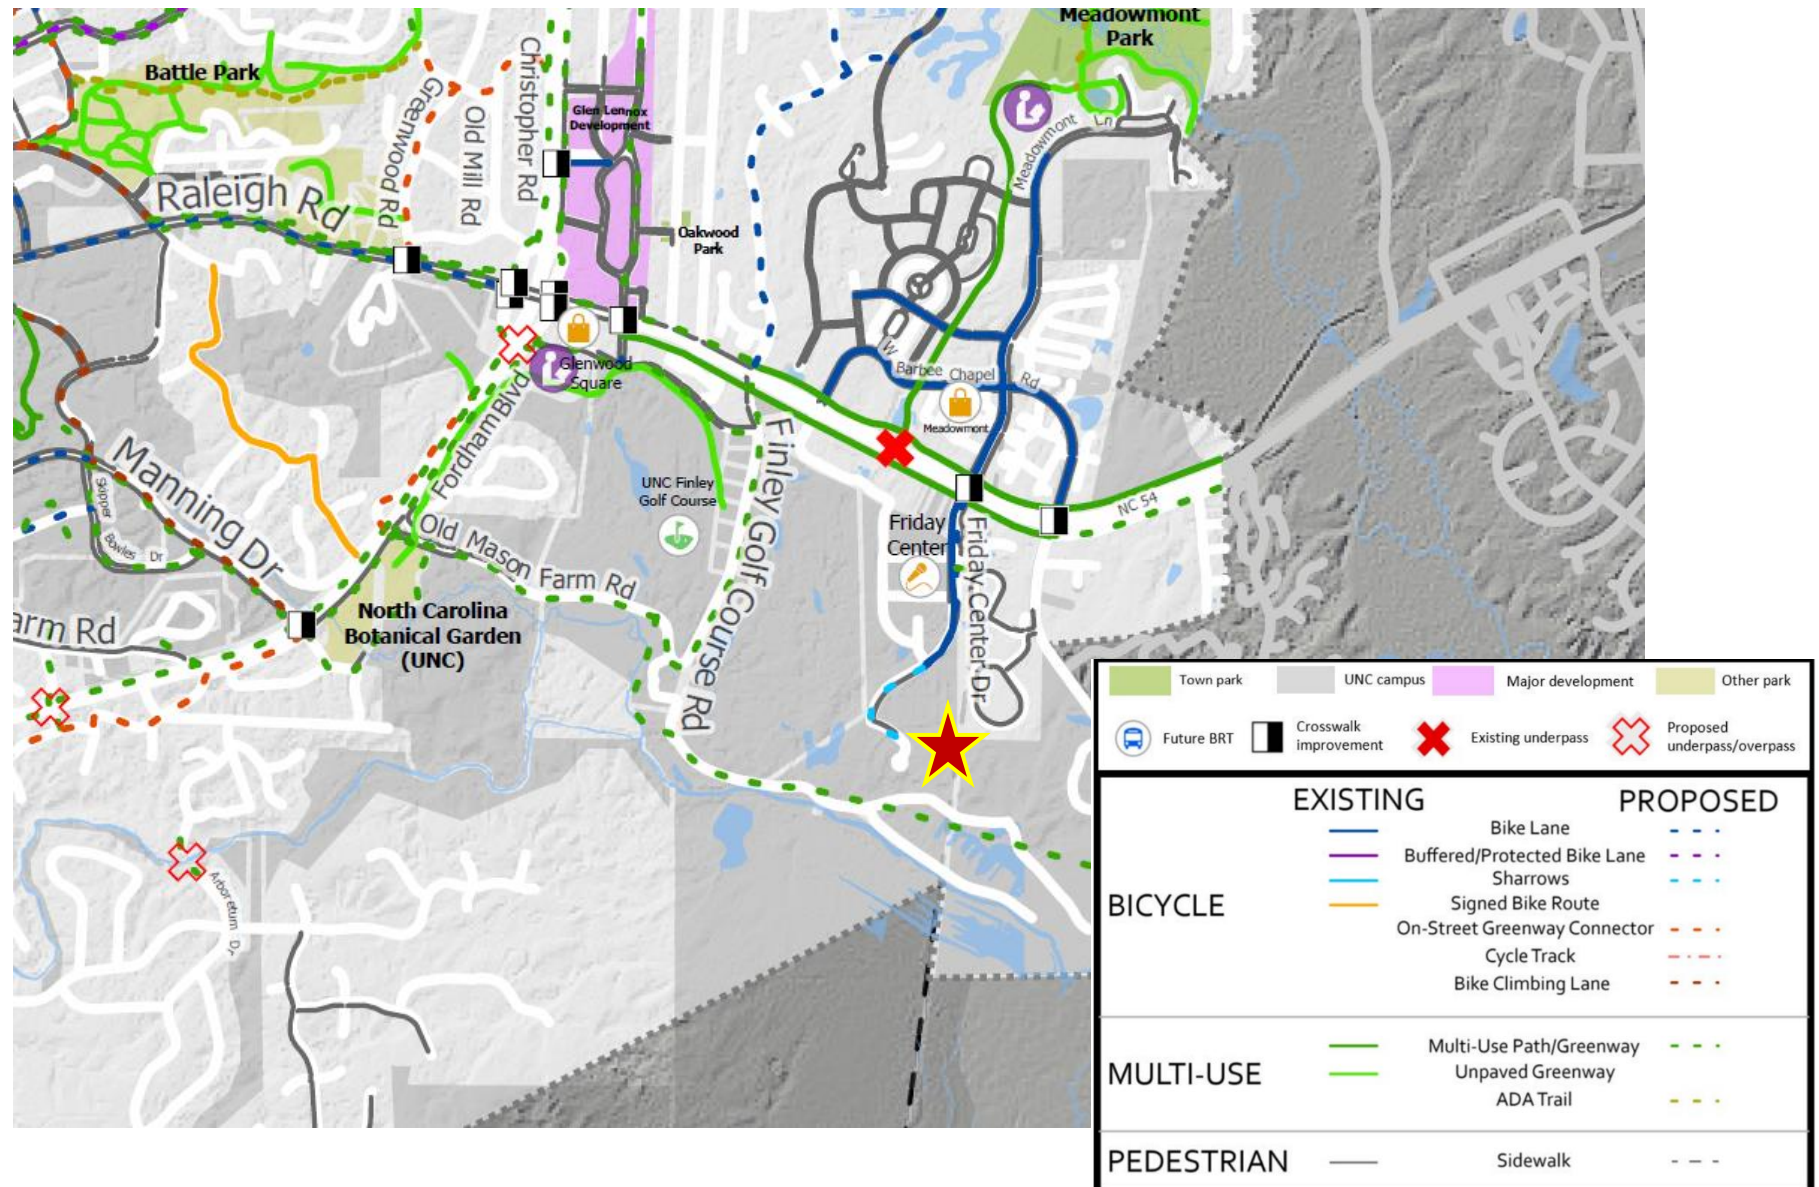 Meadowmont
Park
Battle Park
Christopher Rd
Greenwood Rd
Old Mill Rd
Glen Lennox
Development
Meadowmont Ln
Raleigh Rd
Oakwood
Park
Glenwood
Square
W Barbee Chapel Rd
Meadowmont
Fordham Blvd
Manning Dr
Skipper
Bowles Dr
UNC Finley
Golf Course
Finley Golf Course Rd
NC 54
Friday
Center
Friday Center Dr
Old Mason Farm Rd
North Carolina
Botanical Garden
(UNC)
arm Rd
Arboretum Dr
Town park
UNC campus
Major development
Other park
Future BRT
Crosswalk
improvement
Existing underpass
Proposed
underpass/overpass
EXISTING PROPOSED
BICYCLE
Bike Lane
Buffered/Protected Bike Lane
Sharrows
Signed Bike Route
On-Street Greenway Connector
Cycle Track
Bike Climbing Lane
MULTI-USE
Multi-Use Path/Greenway
Unpaved Greenway
ADA Trail
PEDESTRIAN
Sidewalk